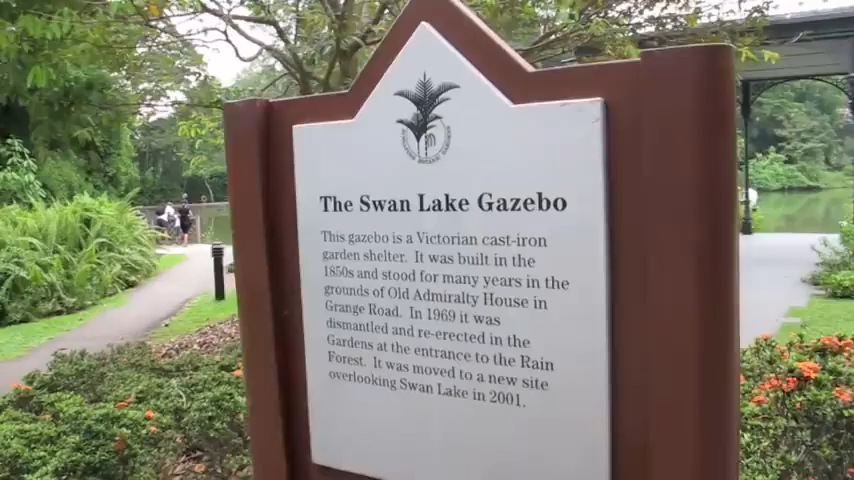 The Swan Lake Gazebo
This gazebo is a Victorian cast-iron
garden shelter. It was built in the
1850s and stood for many years in the
grounds of Old Admiralty House in
Grange Road. In 1969 it was
dismantled and re-erected in the
Gardens at the entrance to the Rain
Forest. It was moved to a new site
overlooking Swan Lake in 2001.